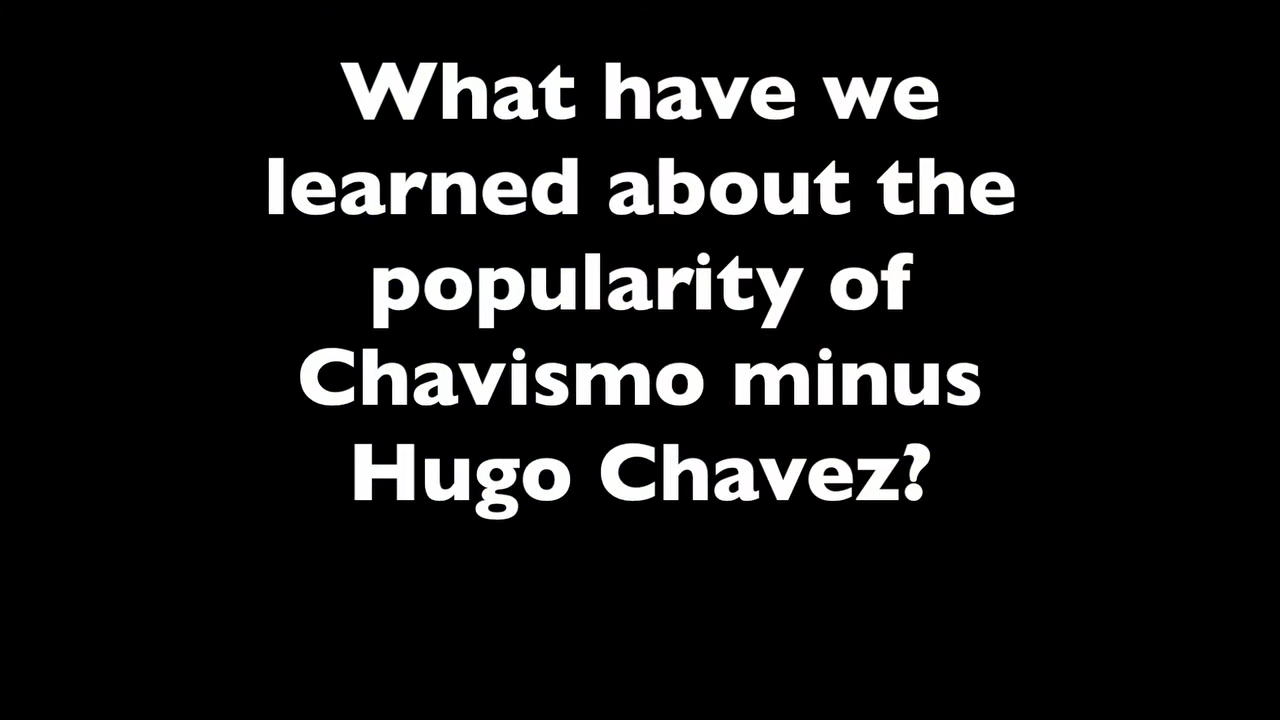 What have we
learned about the
popularity of
Chavismo minus
Hugo Chavez?